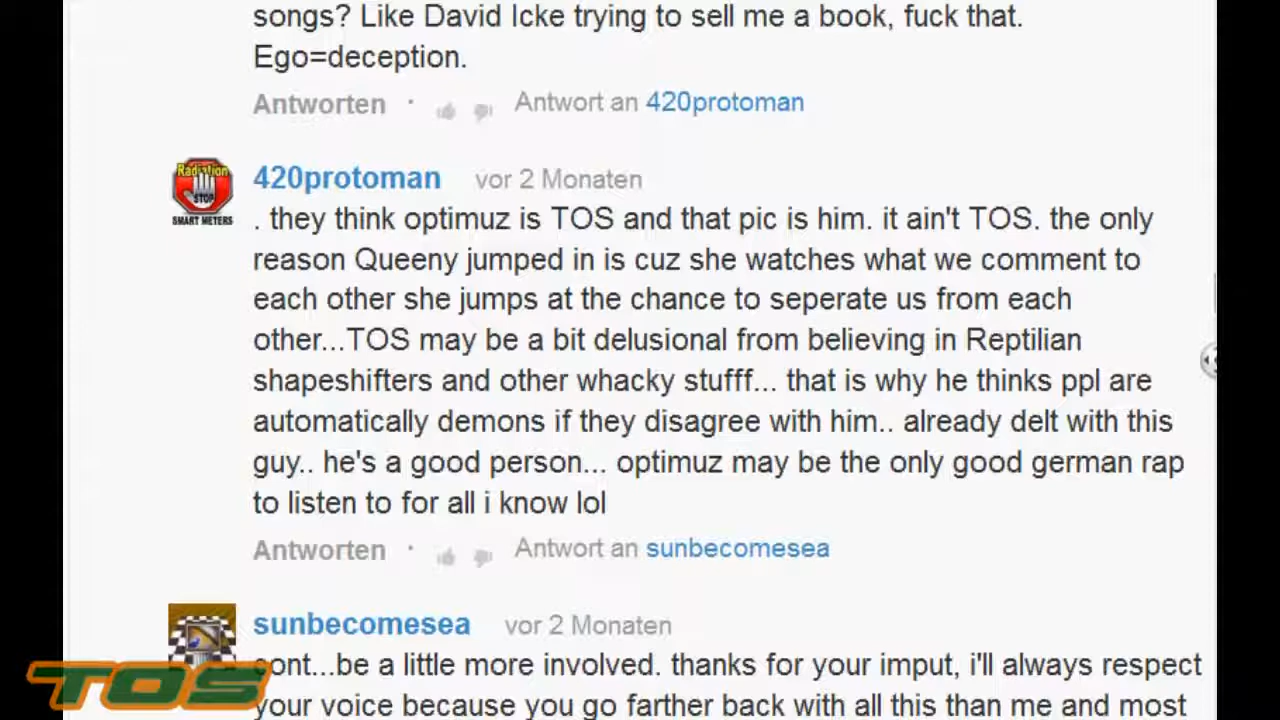 songs? Like David Icke trying to sell me a book, fuck that.
Ego=deception.
Antworten · Antwort an 420protoman
Radiation
STOP
SMART METERS
420protoman vor 2 Monaten
. they think optimuz is TOS and that pic is him. it ain't TOS. the only
reason Queeny jumped in is cuz she watches what we comment to
each other she jumps at the chance to seperate us from each
other...TOS may be a bit delusional from believing in Reptilian
shapeshifters and other whacky stufff... that is why he thinks ppl are
automatically demons if they disagree with him.. already delt with this
guy.. he's a good person... optimuz may be the only good german rap
to listen to for all i know lol
Antworten · Antwort an sunbecomesea
sunbecomesea vor 2 Monaten
cont...be a little more involved. thanks for your imput, i'll always respect
your voice because you go farther back with all this than me and most
TOS